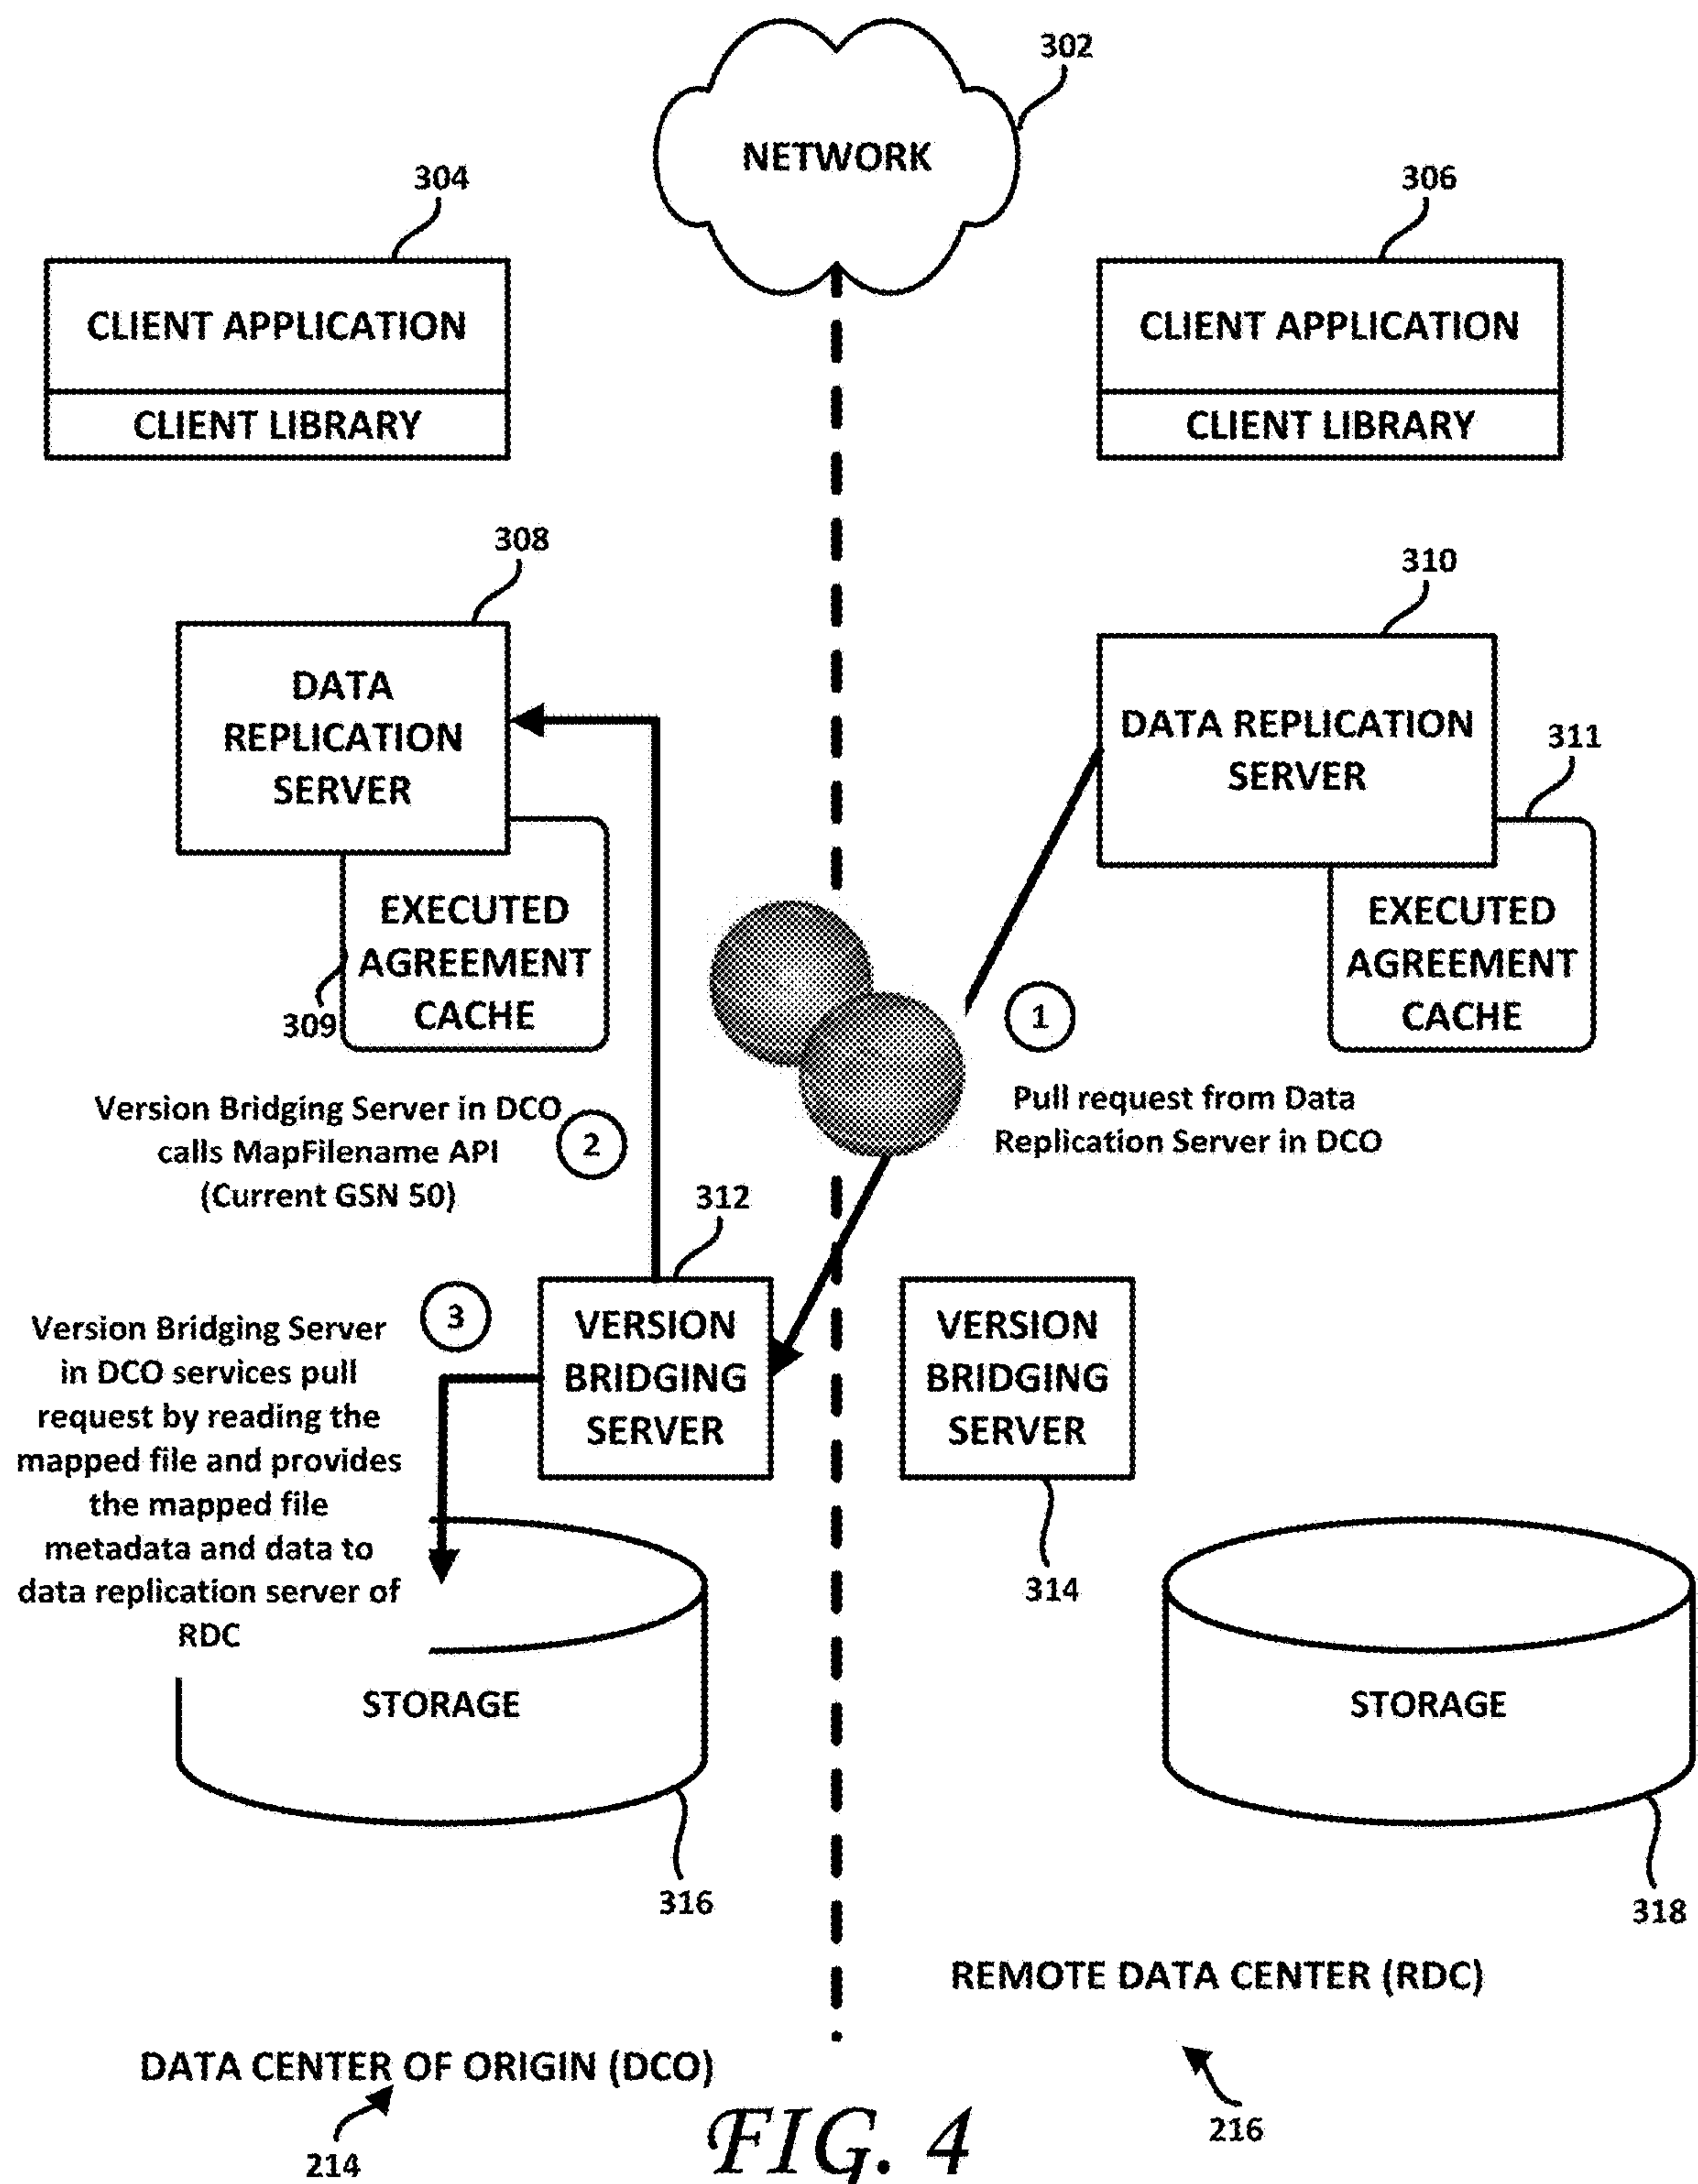 302
NETWORK
304
306
CLIENT APPLICATION
CLIENT LIBRARY
CLIENT APPLICATION
CLIENT LIBRARY
308
310
DATA
REPLICATION
SERVER
DATA REPLICATION
SERVER
311
EXECUTED
AGREEMENT
CACHE
309
EXECUTED
AGREEMENT
CACHE
1
Pull request from Data
Replication Server in DCO
Version Bridging Server in DCO
calls MapFilename API
(Current GSN 50)
2
312
VERSION
BRIDGING
SERVER
VERSION
BRIDGING
SERVER
314
3
Version Bridging Server
in DCO services pull
request by reading the
mapped file and provides
the mapped file
metadata and data to
data replication server of
RDC
STORAGE
STORAGE
316
318
REMOTE DATA CENTER (RDC)
DATA CENTER OF ORIGIN (DCO)
214
216
FIG. 4